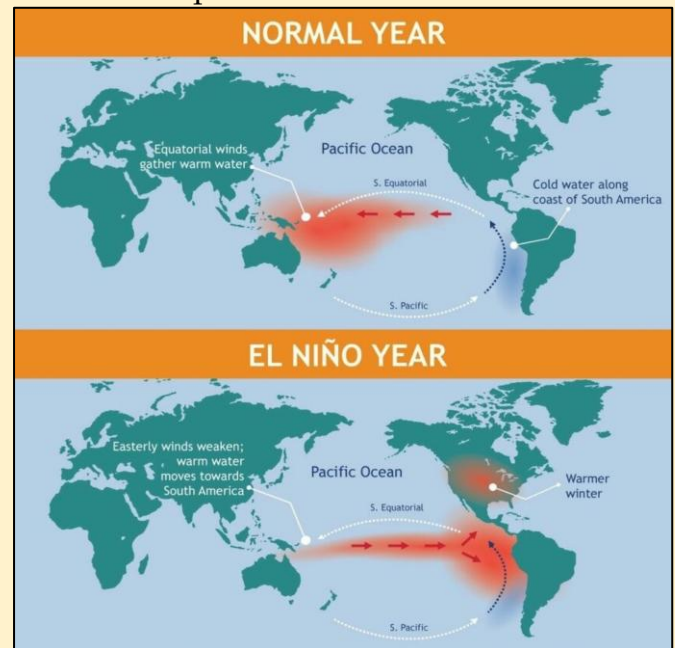 NORMAL YEAR
Equatorial winds
gather warm water
Pacific Ocean
S. Equatorial
Cold water along
coast of South America
S. Pacific
EL NIÑO YEAR
Easterly winds weaken;
warm water
moves towards
South America
Pacific Ocean
S. Equatorial
Warmer
winter
S. Pacific